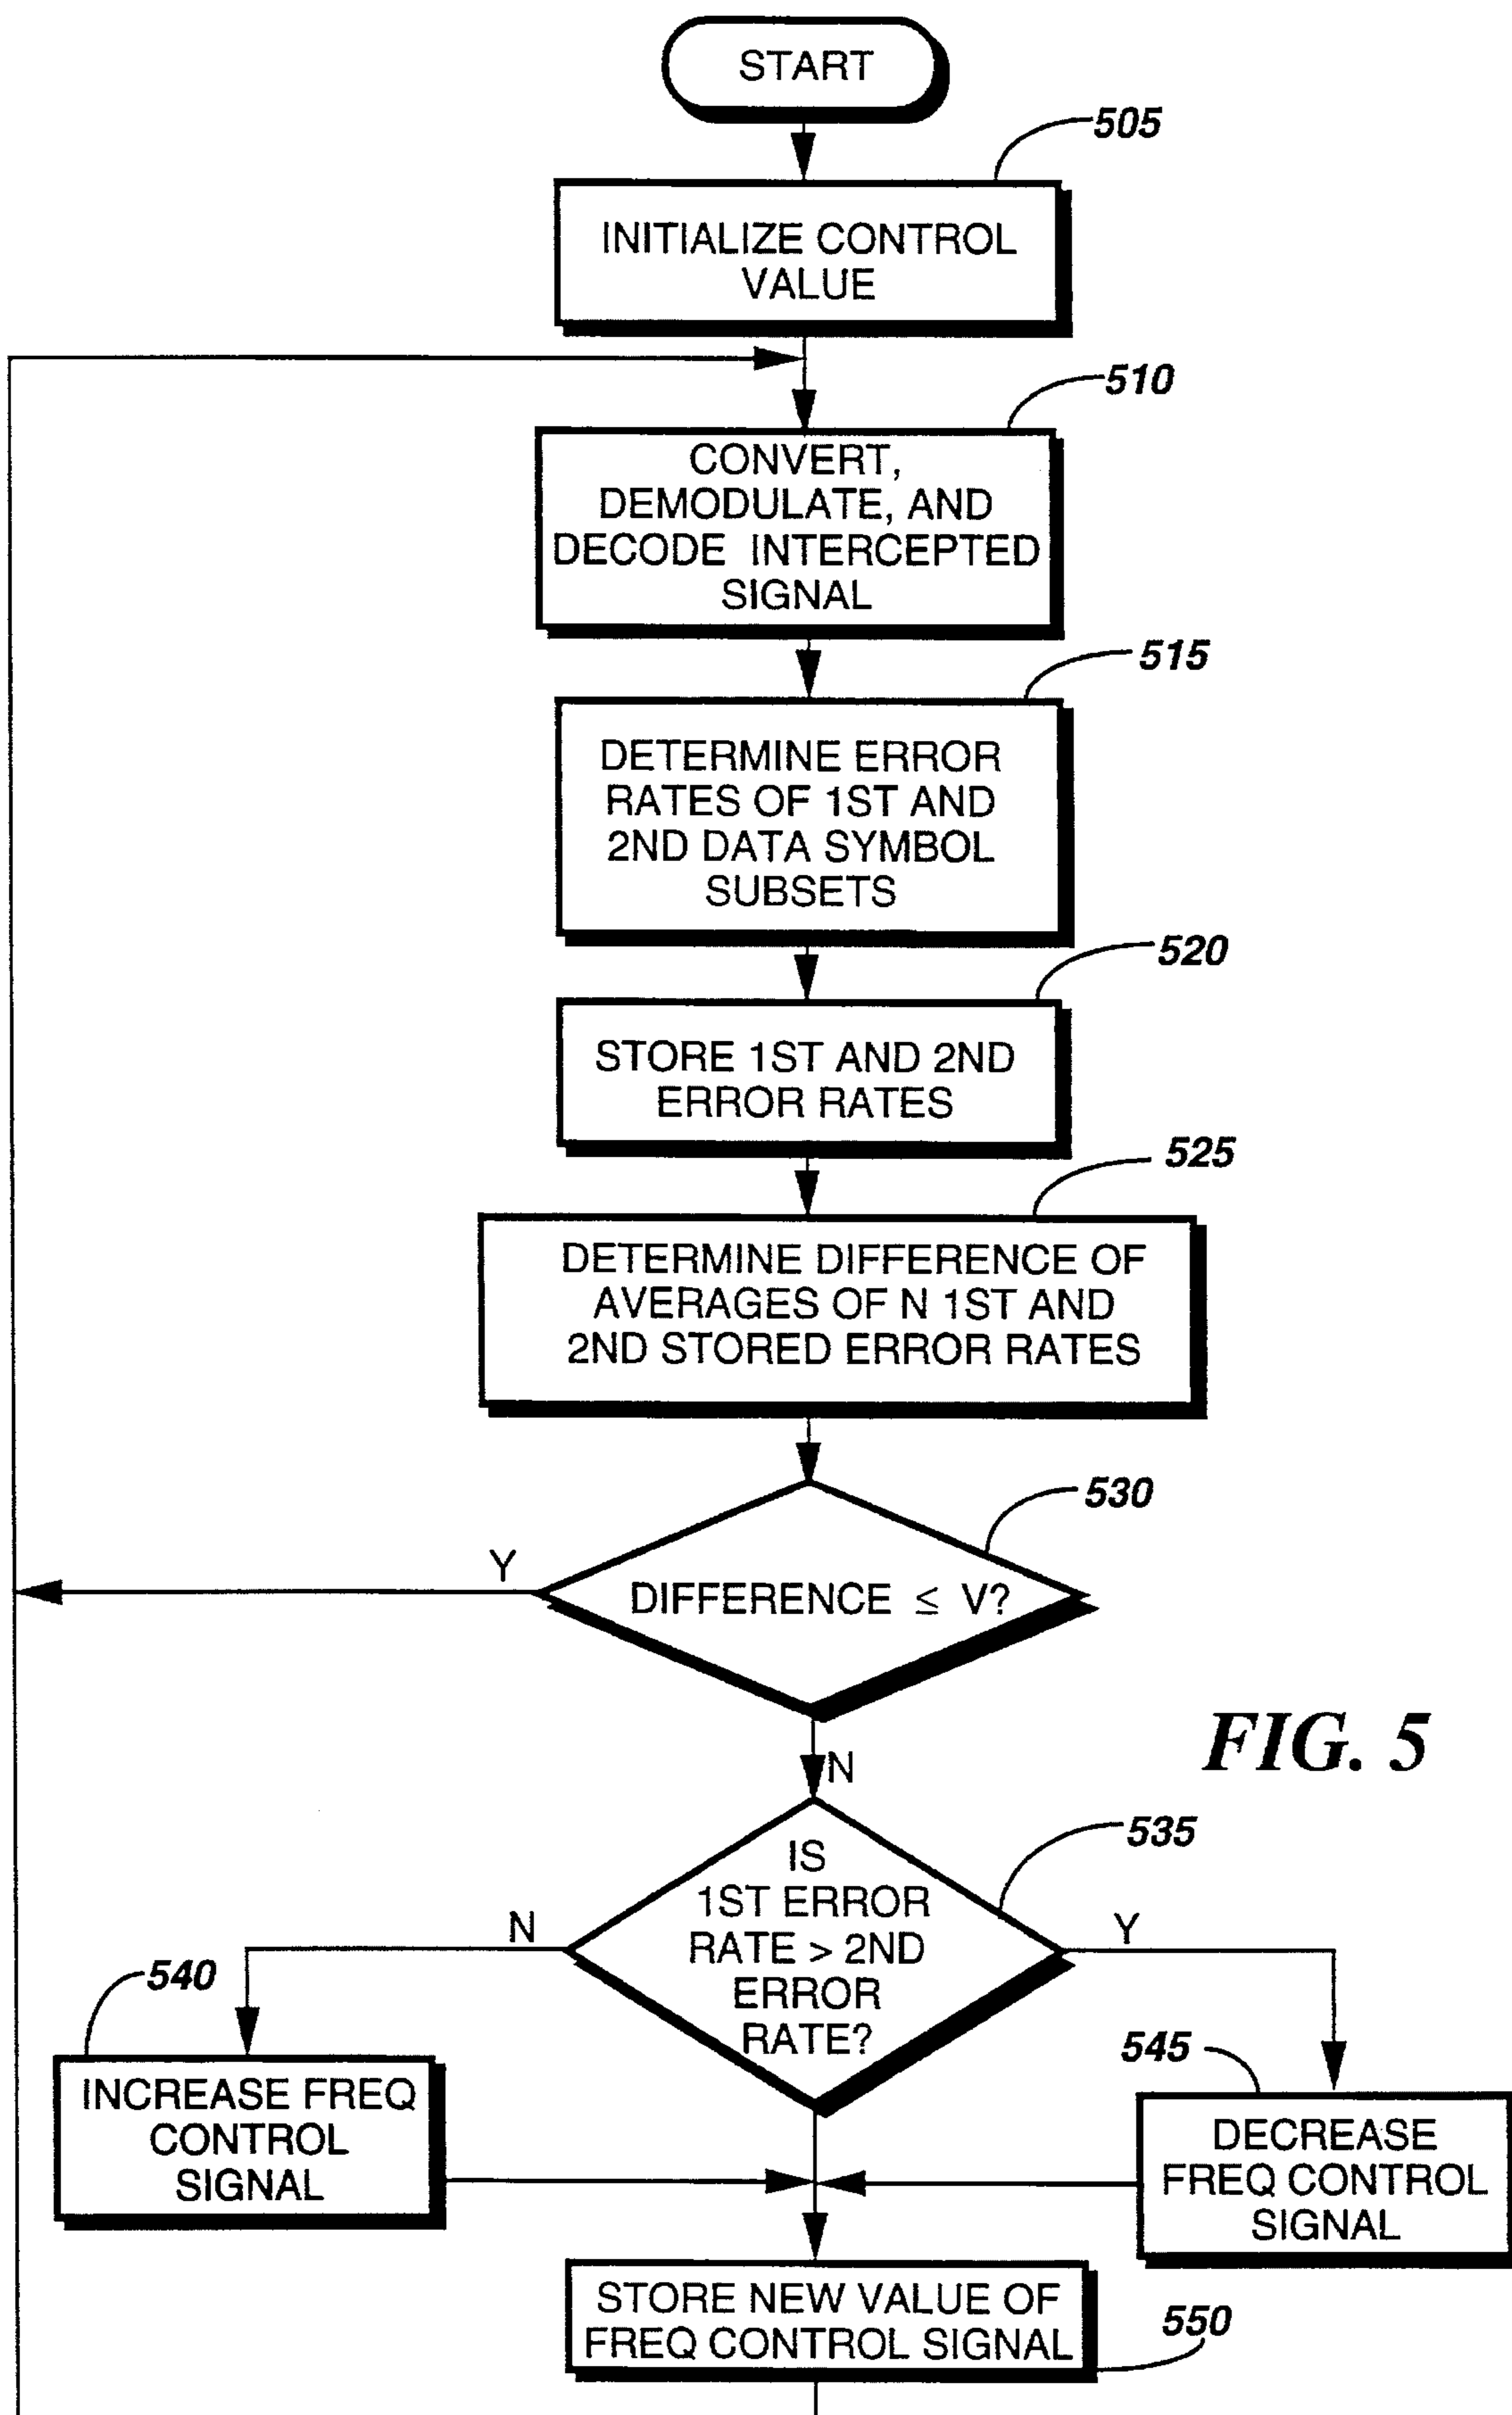 START
505
INITIALIZE CONTROL
VALUE
510
CONVERT,
DEMODULATE, AND
DECODE INTERCEPTED
SIGNAL
515
DETERMINE ERROR
RATES OF 1ST AND
2ND DATA SYMBOL
SUBSETS
520
STORE 1ST AND 2ND
ERROR RATES
525
DETERMINE DIFFERENCE OF
AVERAGES OF N 1ST AND
2ND STORED ERROR RATES
530
Y
DIFFERENCE ≤ V?
N
FIG. 5
535
IS
1ST ERROR
RATE > 2ND
ERROR
RATE?
N
Y
540
INCREASE FREQ
CONTROL
SIGNAL
545
DECREASE
FREQ CONTROL
SIGNAL
STORE NEW VALUE OF
FREQ CONTROL SIGNAL
550